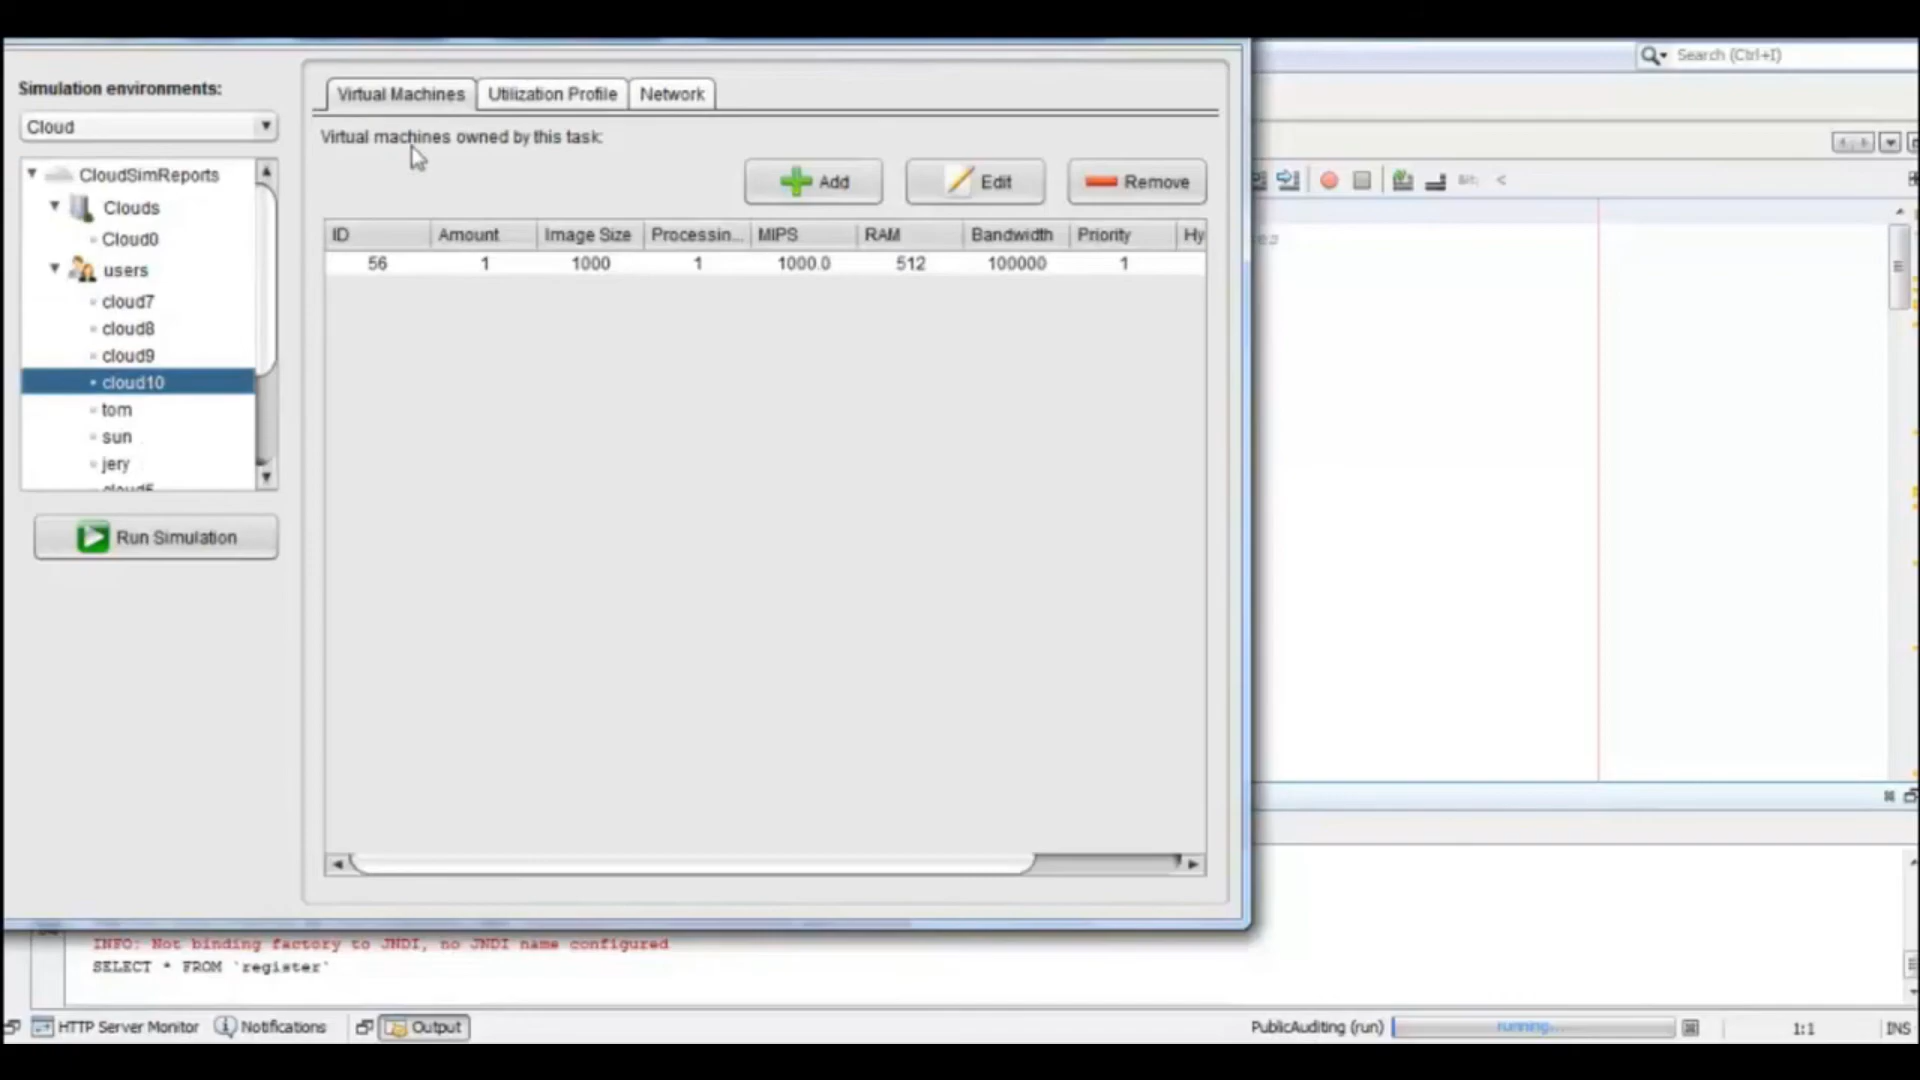 Search (Ctrl+I)
Simulation environments:
Cloud
CloudSimReports
Clouds
Cloud0
users
cloud7
cloud8
cloud9
cloud10
tom
sun
jery
Run Simulation
Virtual Machines Utilization Profile Network
Virtual machines owned by this task:
Add Edit Remove
ID Amount Image Size Processin... MIPS RAM Bandwidth Priority Hy
56 1 1000 1 1000.0 512 100000 1
INFO: Not binding factory to JNDI, no JNDI name configured
SELECT * FROM `register`
HTTP Server Monitor Notifications Output PublicAuditing (run) running... 1:1 INS